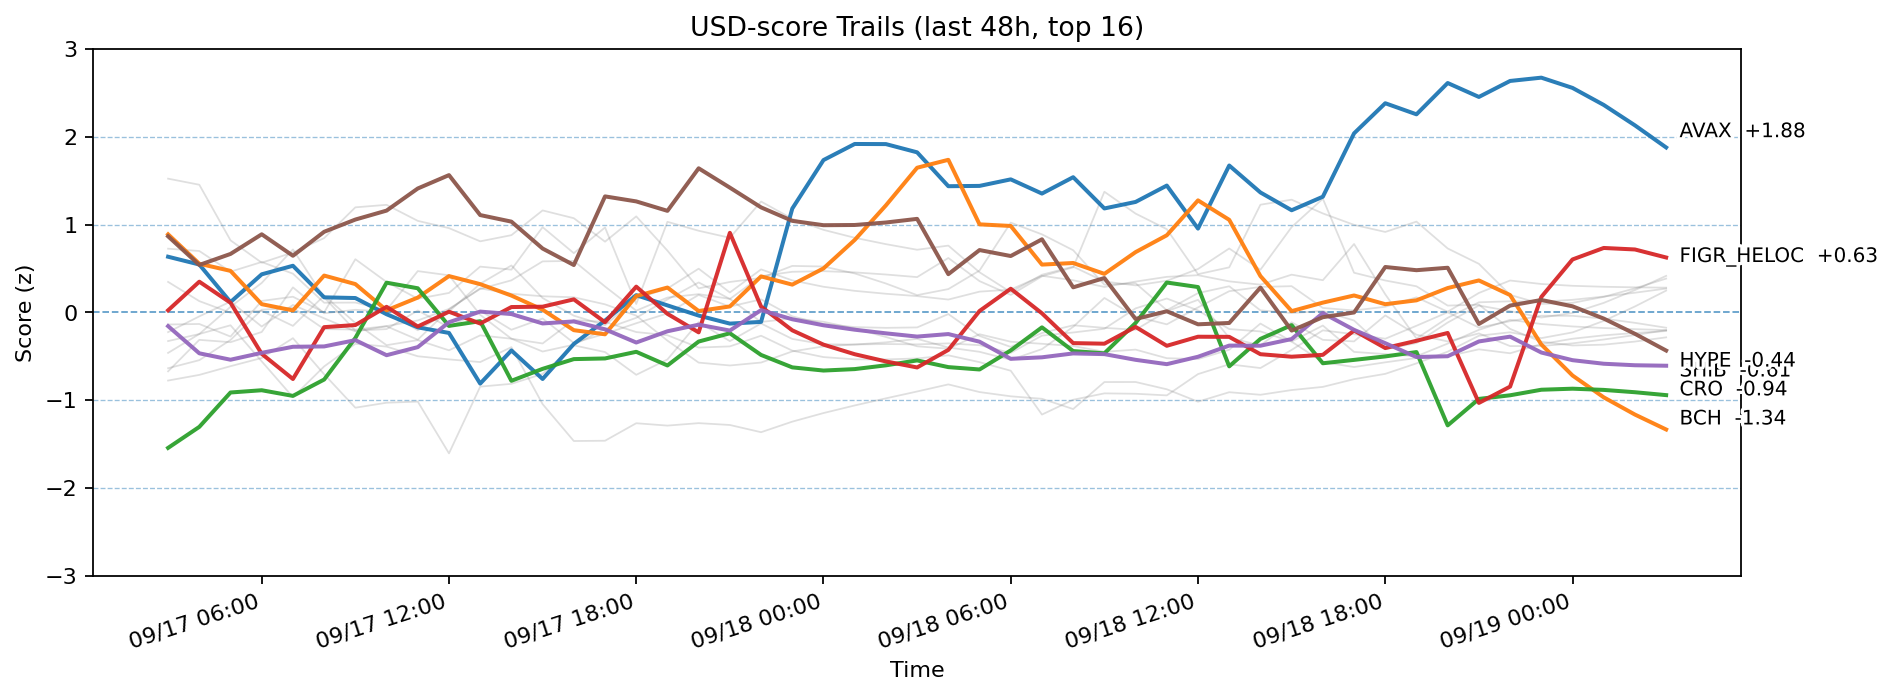 USD-score Trails (last 48h, top 16)
3
2
1
0
−1
−2
−3
Score (z)
AVAX +1.88
FIGR_HELOC +0.63
HYPE -0.44
SHIB -0.61
CRO -0.94
BCH -1.34
09/17 06:00
09/17 12:00
09/17 18:00
09/18 00:00
09/18 06:00
09/18 12:00
09/18 18:00
09/19 00:00
Time